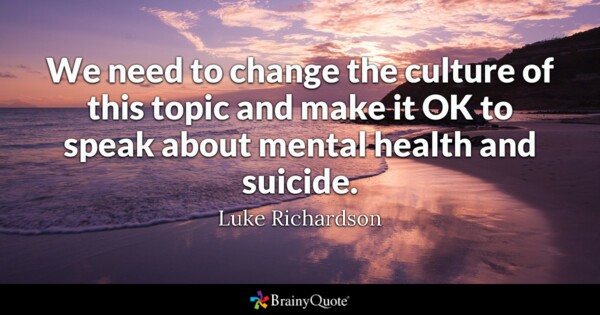 We need to change the culture of
this topic and make it OK to
speak about mental health and
suicide.
Luke Richardson
BrainyQuote®